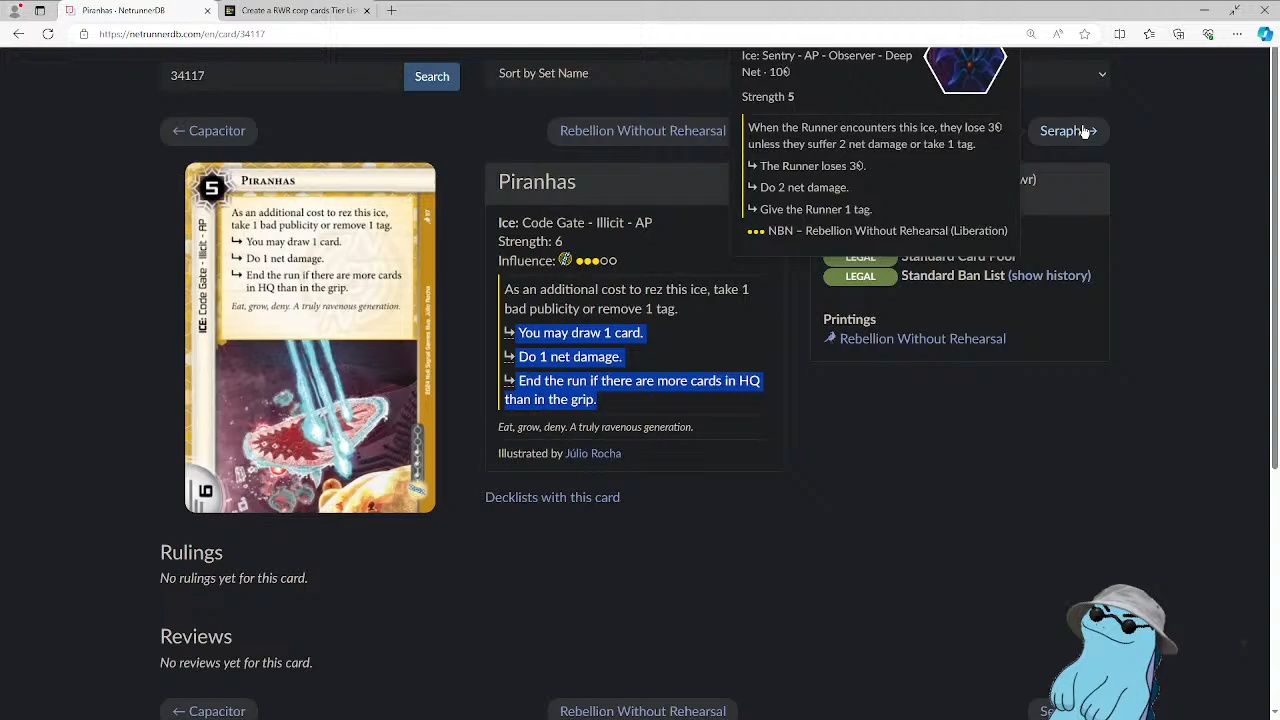 Piranhas · NetrunnerDB
Create a RWR corp cards Tier Lis
https://netrunnerdb.com/en/card/34117
34117
Search
Sort by Set Name
← Capacitor
Rebellion Without Rehearsal
Seraph →
Ice: Sentry - AP - Observer - Deep
Net · 10
Strength 5
When the Runner encounters this ice, they lose 3
unless they suffer 2 net damage or take 1 tag.
↳ The Runner loses 3.
↳ Do 2 net damage.
↳ Give the Runner 1 tag.
NBN – Rebellion Without Rehearsal (Liberation)
5
PIRANHAS
As an additional cost to rez this ice,
take 1 bad publicity or remove 1 tag.
↳ You may draw 1 card.
↳ Do 1 net damage.
↳ End the run if there are more cards
in HQ than in the grip.
Eat, grow, deny. A truly ravenous generation.
ICE: Code Gate - Illicit - AP
6
Piranhas
Ice: Code Gate - Illicit - AP
Strength: 6
Influence:
As an additional cost to rez this ice, take 1
bad publicity or remove 1 tag.
↳ You may draw 1 card.
↳ Do 1 net damage.
↳ End the run if there are more cards in HQ
than in the grip.
Eat, grow, deny. A truly ravenous generation.
Illustrated by Júlio Rocha
Decklists with this card
wr)
LEGAL Standard Card Pool
LEGAL Standard Ban List (show history)
Printings
Rebellion Without Rehearsal
Rulings
No rulings yet for this card.
Reviews
No reviews yet for this card.
← Capacitor
Rebellion Without Rehearsal
Se